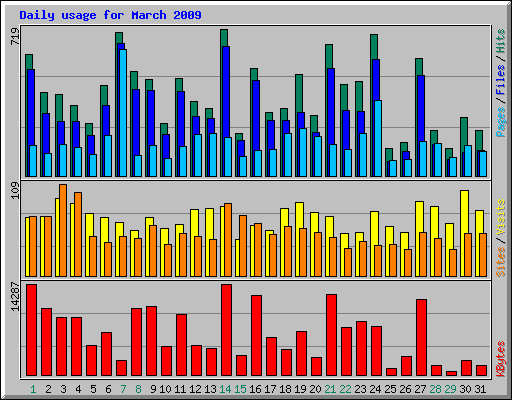 Daily usage for March 2009
719
Pages / Files / Hits
109
Sites / Visits
14287
KBytes
1 2 3 4 5 6 7 8 9 10 11 12 13 14 15 16 17 18 19 20 21 22 23 24 25 26 27 28 29 30 31